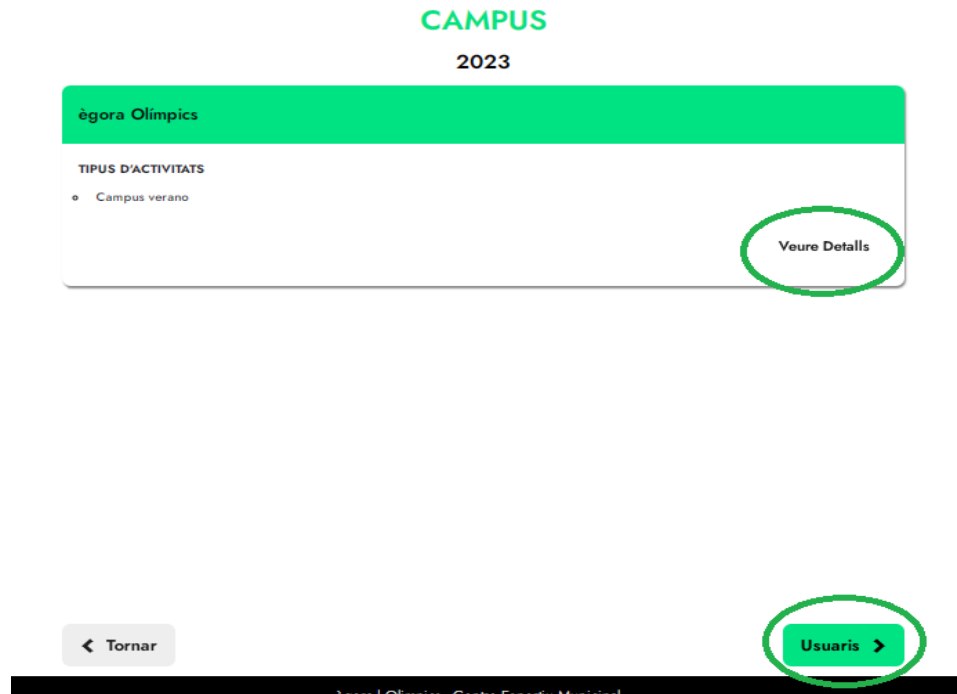 CAMPUS
2023
ègora Olímpics
TIPUS D'ACTIVITATS
Campus verano
Veure Detalls
Tornar
Usuaris